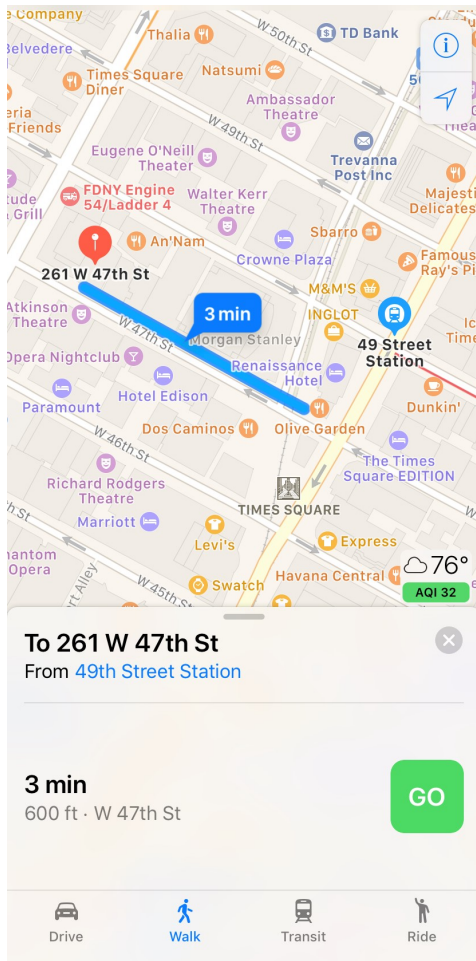 e Company
Thalia
W 50th St
TD Bank
Belvedere
Times Square
Diner
Natsumi
Ambassador
Theatre
eria
Friends
W 49th St
Eugene O'Neill
Theater
Trevanna
Post Inc
tude
Grill
FDNY Engine
54/Ladder 4
Walter Kerr
Theatre
Majesti
Delicates
An'Nam
Sbarro
Crowne Plaza
Famous
Ray's Pi
261 W 47th St
M&M'S
3 min
INGLOT
Atkinson
Theatre
W 47th St
Morgan Stanley
49 Street
Station
Ic
Time
Opera Nightclub
Renaissance
Hotel
Paramount
Hotel Edison
Dunkin'
Dos Caminos
Olive Garden
W 46th St
The Times
Square EDITION
Richard Rodgers
Theatre
TIMES SQUARE
h St
Marriott
Levi's
Express
hantom
Opera
76°
ort Alley
W 45th St
Swatch
Havana Central
AQI 32
To 261 W 47th St
From 49th Street Station
3 min
600 ft · W 47th St
GO
Drive
Walk
Transit
Ride